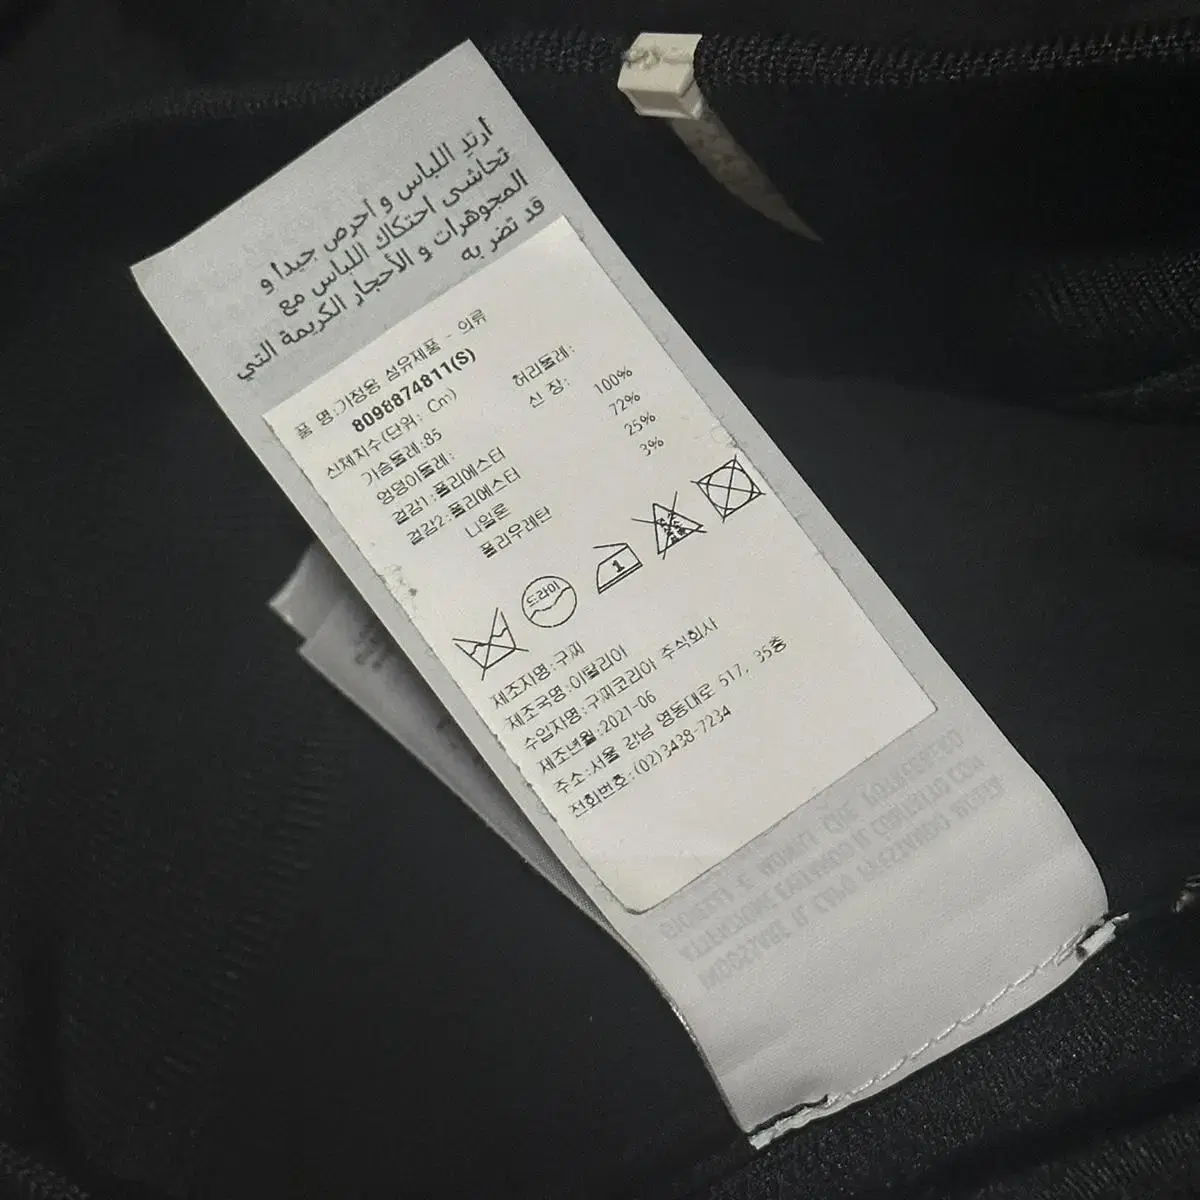 ارتدِ اللباس و احرص جيدا و
تحاشى احتكاك اللباس مع
المجوهرات و الأحجار الكريمة التي
قد تضر به
품 명:가정용 섬유제품 - 의류
8098874811(S)
신체치수(단위: Cm)
가슴둘레:85 허리둘레:
엉덩이둘레: 신 장:
겉감1:폴리에스터 100%
겉감2:폴리에스터 72%
나일론 25%
폴리우레탄 3%
드라이
1
제조자명:구찌
제조국명:이탈리아
수입자명:구찌코리아 주식회사
제조년월:2021-06
주소:서울 강남 영동대로 517, 35층
전화번호:(02)3438-7234